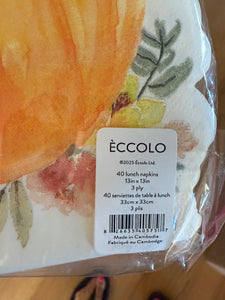 ÈCCOLO
©2025 Èccolo Ltd.
40 lunch napkins
13in x 13in
3 ply
40 serviettes de table à lunch
33cm x 33cm
3 plis
Made in Cambodia
Fabriqué au Cambodge